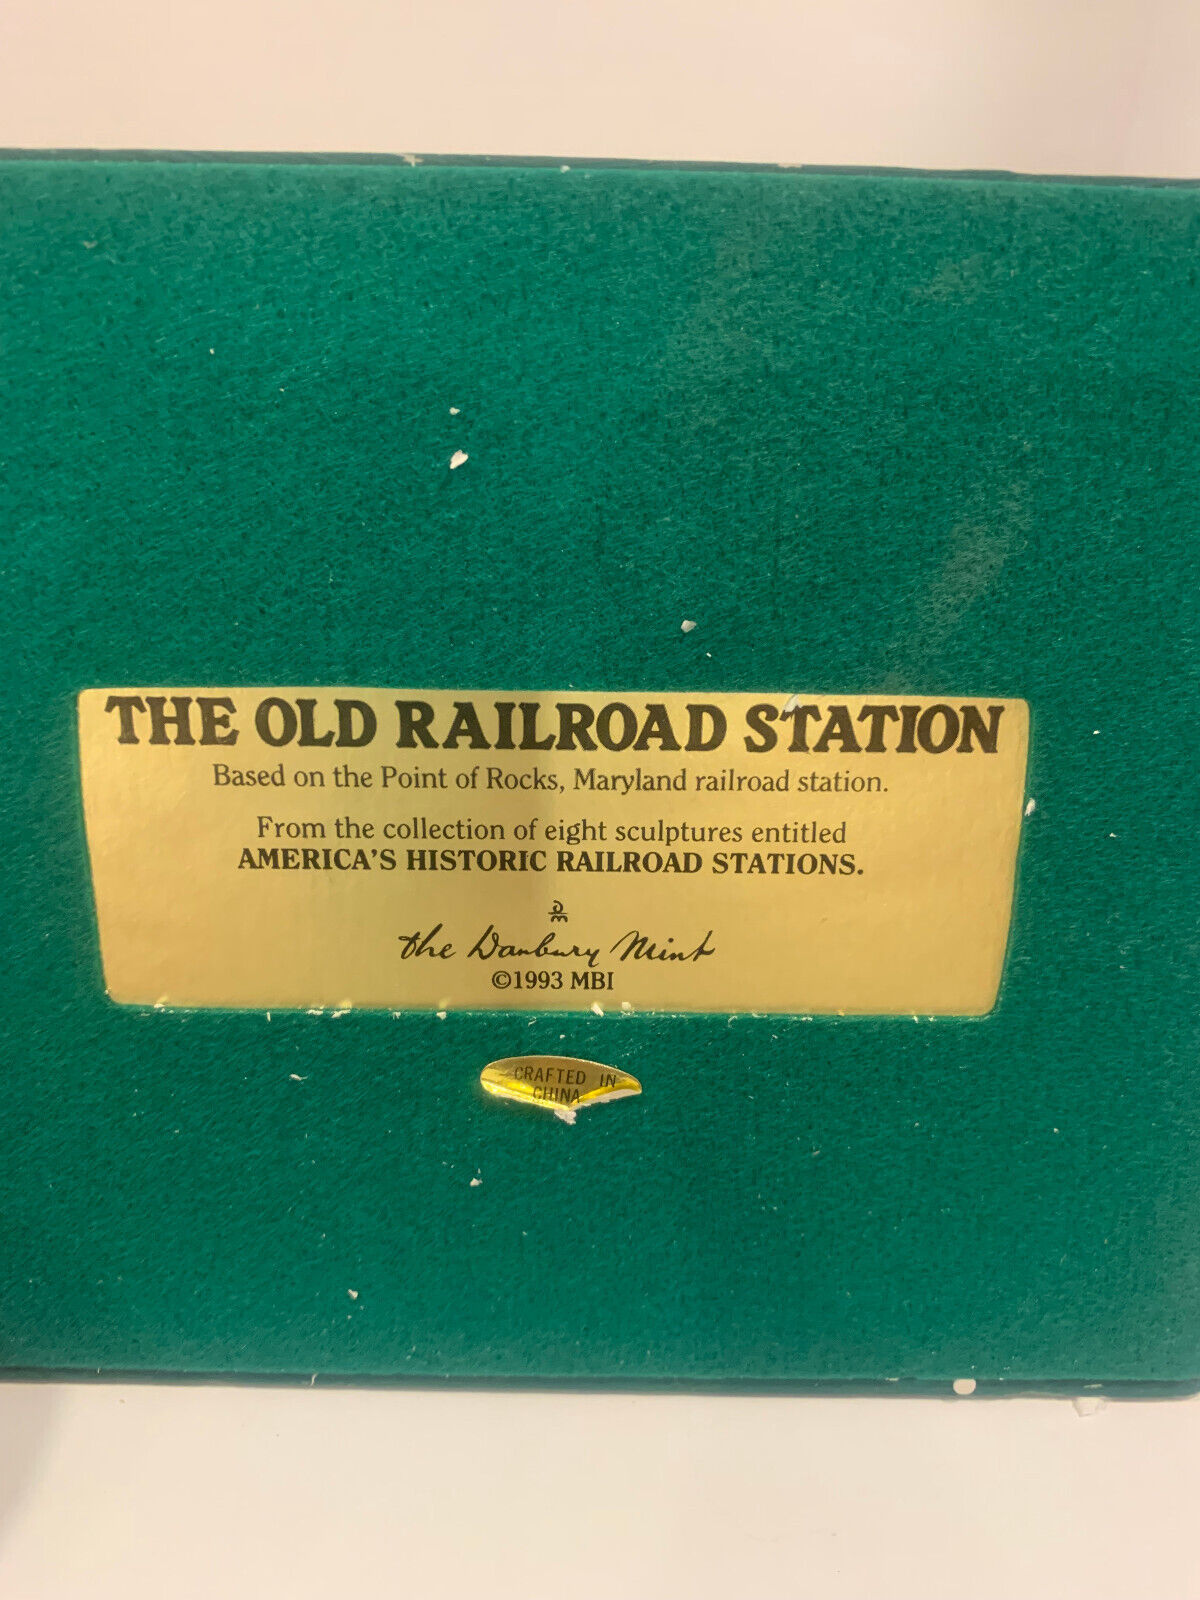 THE OLD RAILROAD STATION
Based on the Point of Rocks, Maryland railroad station.
From the collection of eight sculptures entitled
AMERICA'S HISTORIC RAILROAD STATIONS.
DM
the Danbury Mint
©1993 MBI
CRAFTED IN
CHINA